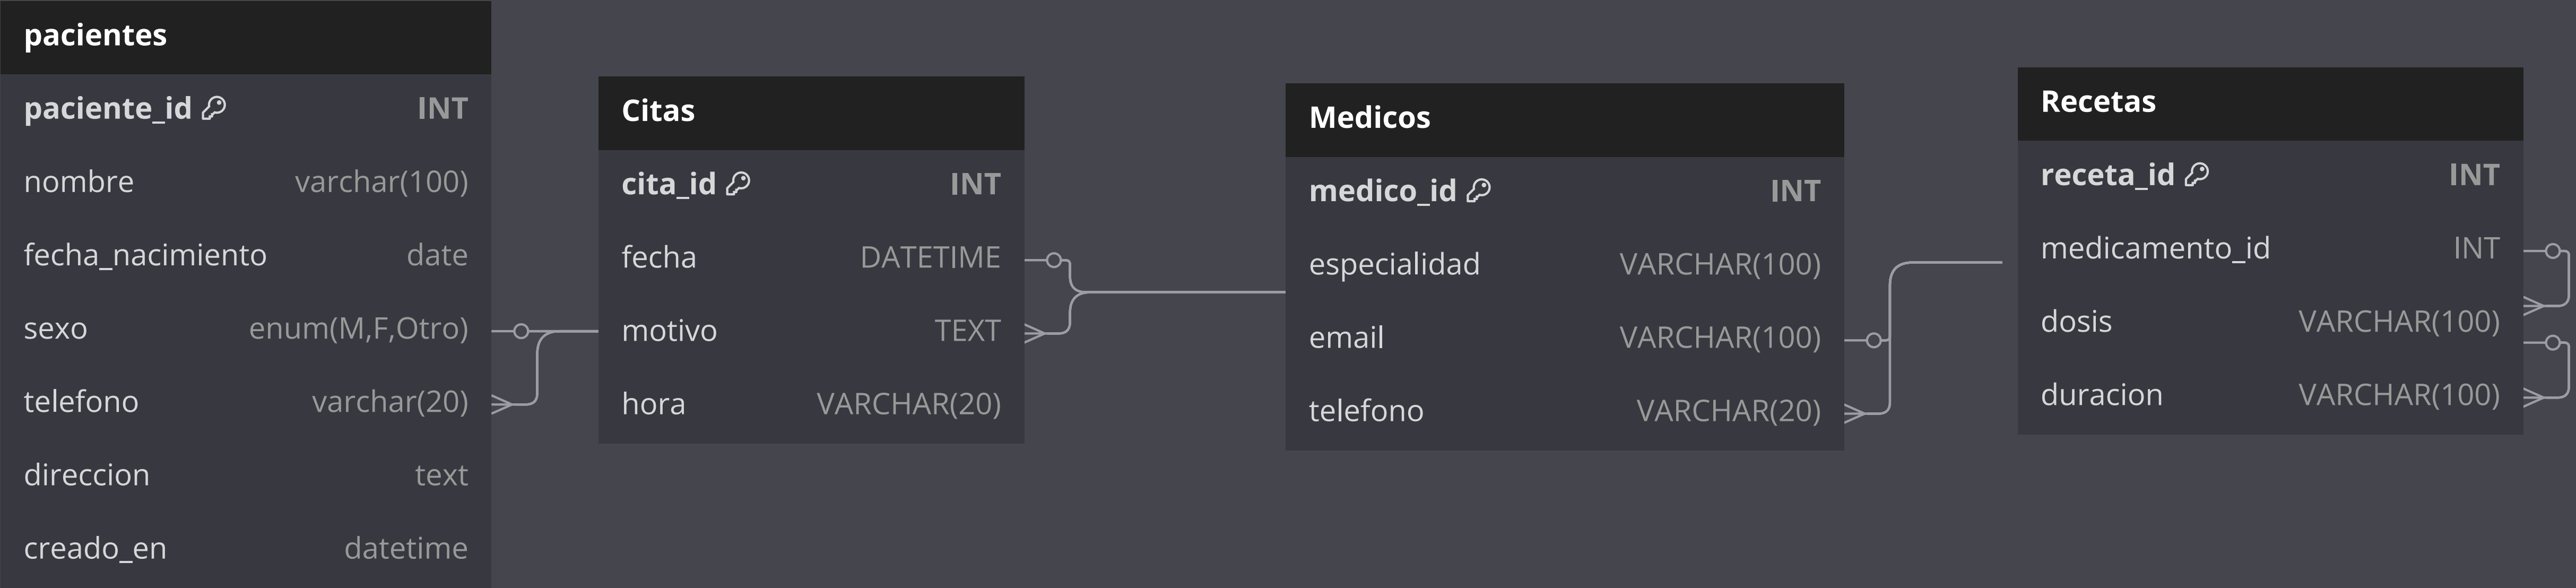 pacientes
paciente_id INT
nombre varchar(100)
fecha_nacimiento date
sexo enum(M,F,Otro)
telefono varchar(20)
direccion text
creado_en datetime
Citas
cita_id INT
fecha DATETIME
motivo TEXT
hora VARCHAR(20)
Medicos
medico_id INT
especialidad VARCHAR(100)
email VARCHAR(100)
telefono VARCHAR(20)
Recetas
receta_id INT
medicamento_id INT
dosis VARCHAR(100)
duracion VARCHAR(100)